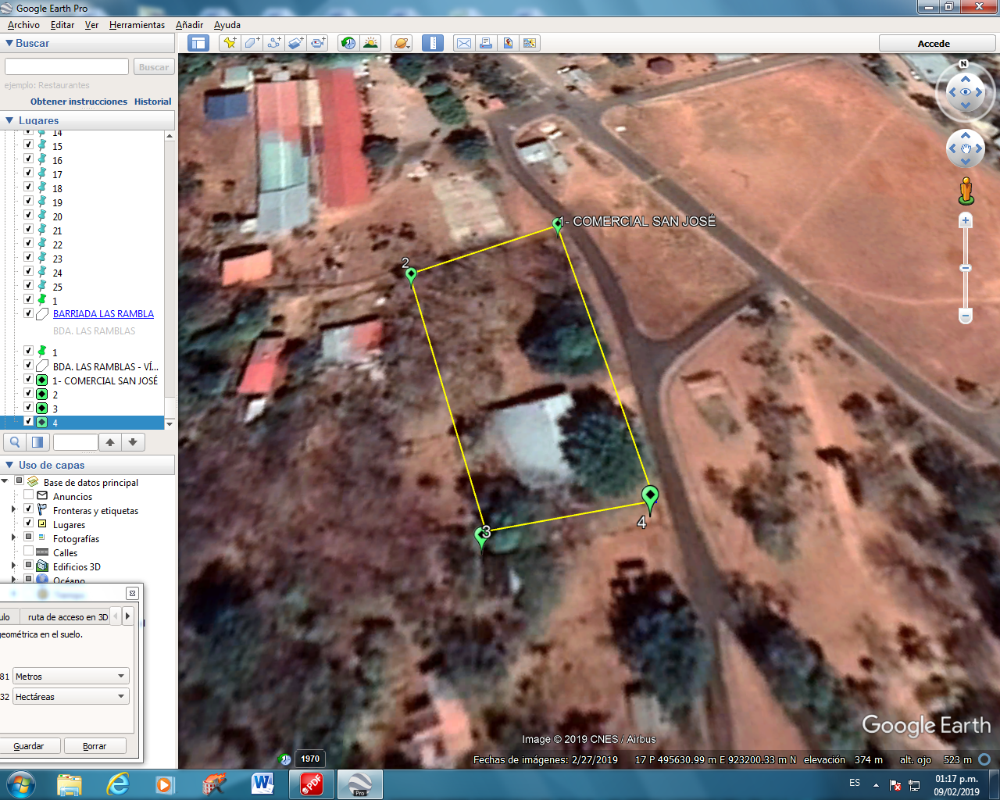 Google Earth Pro
Archivo Editar Ver Herramientas Añadir Ayuda
Buscar
Accede
Buscar
ejemplo: Restaurantes
Obtener instrucciones Historial
Lugares
14
15
16
17
18
19
20
21
22
23
24
25
1
BARRIADA LAS RAMBLA
BDA. LAS RAMBLAS
1
BDA. LAS RAMBLAS - VÍ...
1- COMERCIAL SAN JOSÉ
2
3
4
Uso de capas
Base de datos principal
Anuncios
Fronteras y etiquetas
Lugares
Fotografías
Calles
Edificios 3D
Océano
Tiempo
ulo ruta de acceso en 3D
geométrica en el suelo.
81 Metros
32 Hectáreas
Guardar Borrar
N
1- COMERCIAL SAN JOSÉ
2
3
4
Google Earth
Image © 2019 CNES / Airbus
1970
Fechas de imágenes: 2/27/2019 17 P 495630.99 m E 923200.33 m N elevación 374 m alt. ojo 523 m
W
PDF
Pro
ES
01:17 p.m.
09/02/2019